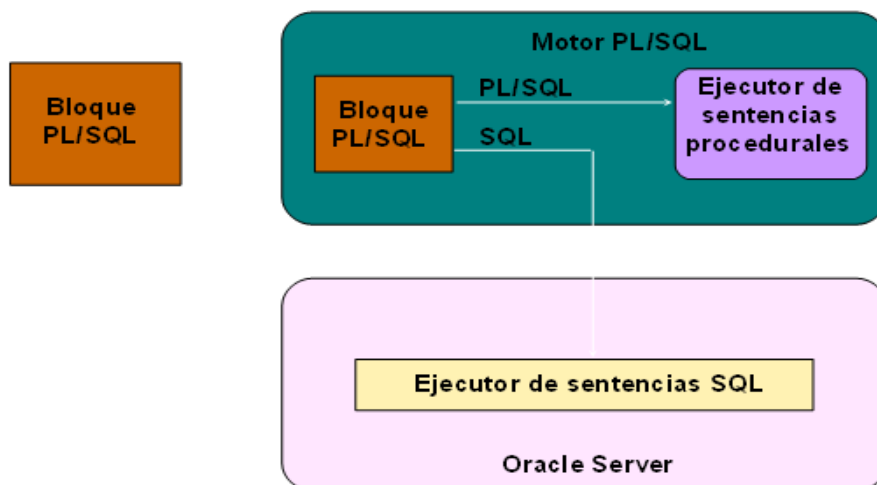 Bloque
PL/SQL
Motor PL/SQL
Bloque
PL/SQL
PL/SQL
SQL
Ejecutor de
sentencias
procedurales
Ejecutor de sentencias SQL
Oracle Server